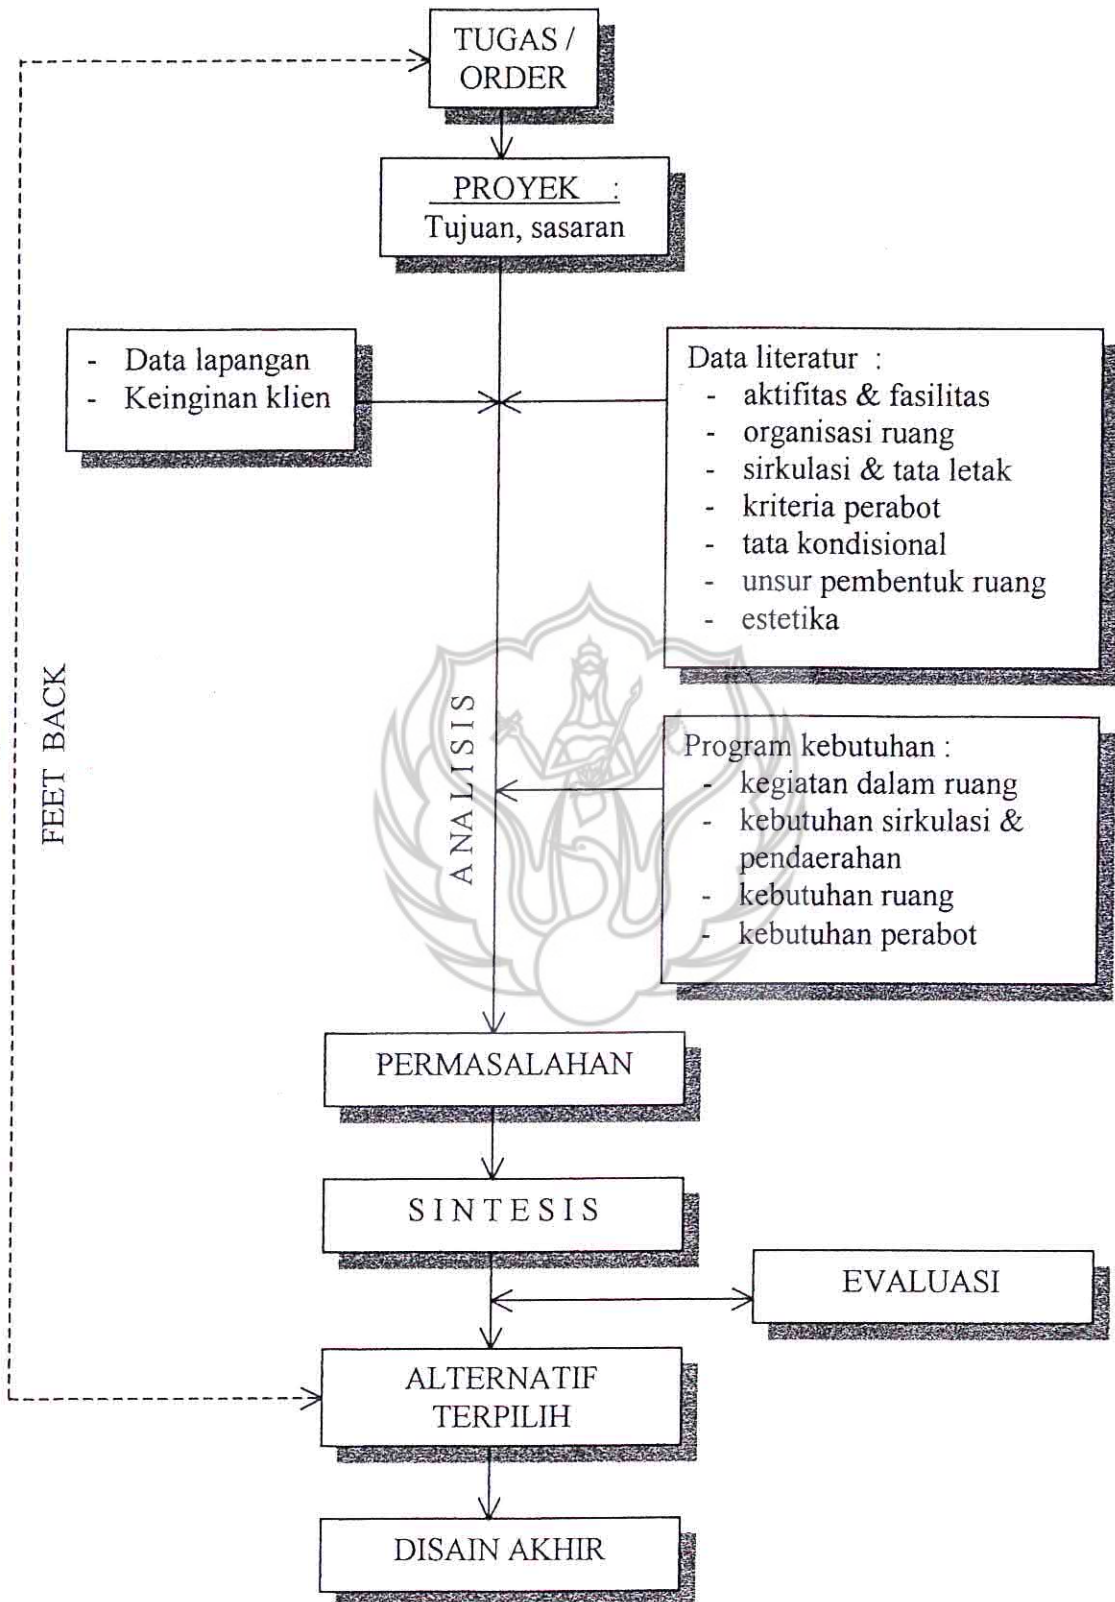 TUGAS /
ORDER
PROYEK :
Tujuan, sasaran
- Data lapangan
- Keinginan klien
Data literatur :
- aktifitas & fasilitas
- organisasi ruang
- sirkulasi & tata letak
- kriteria perabot
- tata kondisional
- unsur pembentuk ruang
- estetika
FEET BACK
ANALISIS
Program kebutuhan :
- kegiatan dalam ruang
- kebutuhan sirkulasi &
pendaerahan
- kebutuhan ruang
- kebutuhan perabot
PERMASALAHAN
SINTESIS
EVALUASI
ALTERNATIF
TERPILIH
DISAIN AKHIR